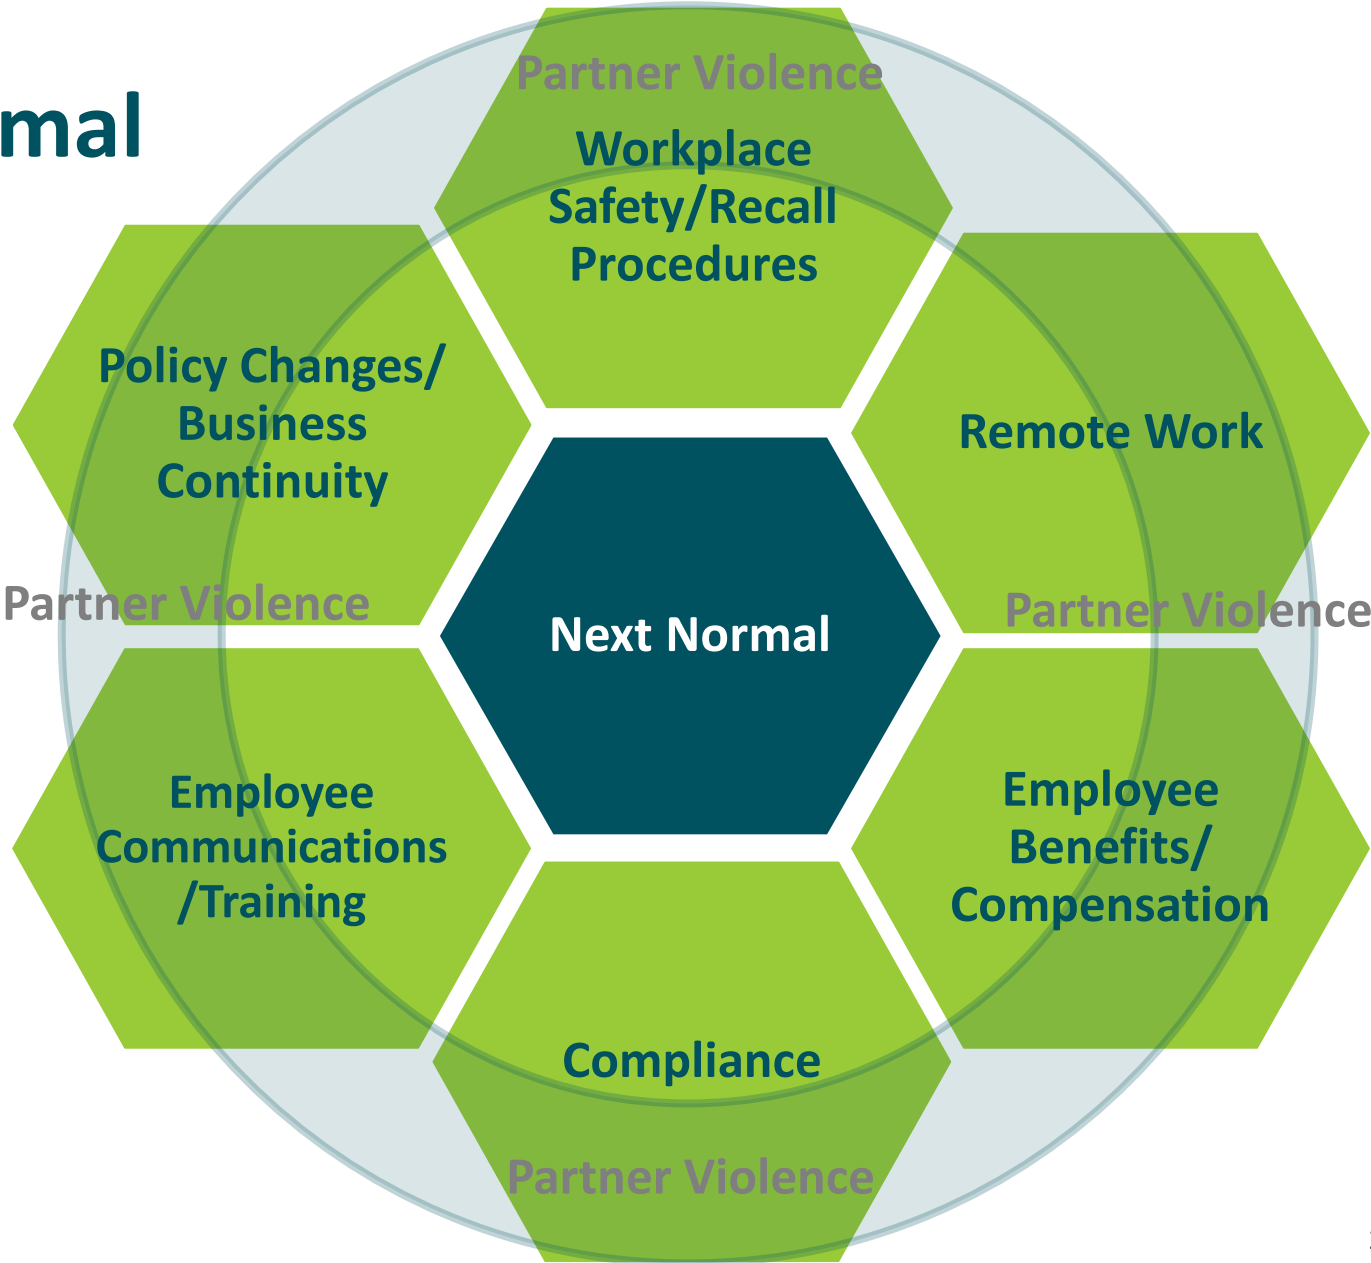 Partner Violence
mal
Workplace
Safety/Recall
Procedures
Policy Changes/
Business
Continuity
Remote Work
Partner Violence
Partner Violence
Next Normal
Employee
Communications
/Training
Employee
Benefits/
Compensation
Compliance
Partner Violence